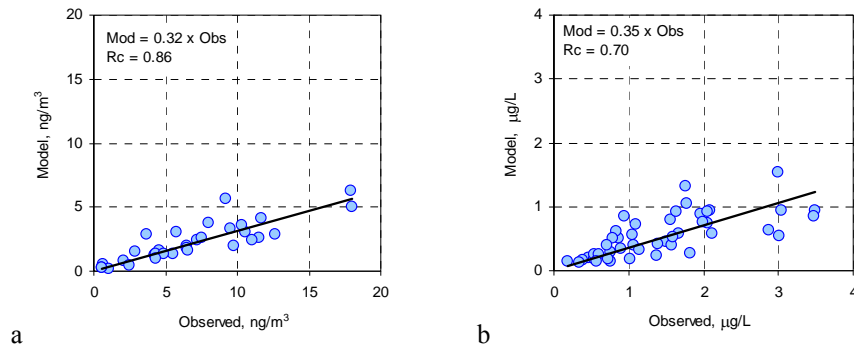 20
15
10
5
0
Mod = 0.32 x Obs
Rc = 0.86
Model, ng/m³
0 5 10 15 20
Observed, ng/m³
a
4
3
2
1
0
Mod = 0.35 x Obs
Rc = 0.70
Model, µg/L
0 1 2 3 4
Observed, µg/L
b